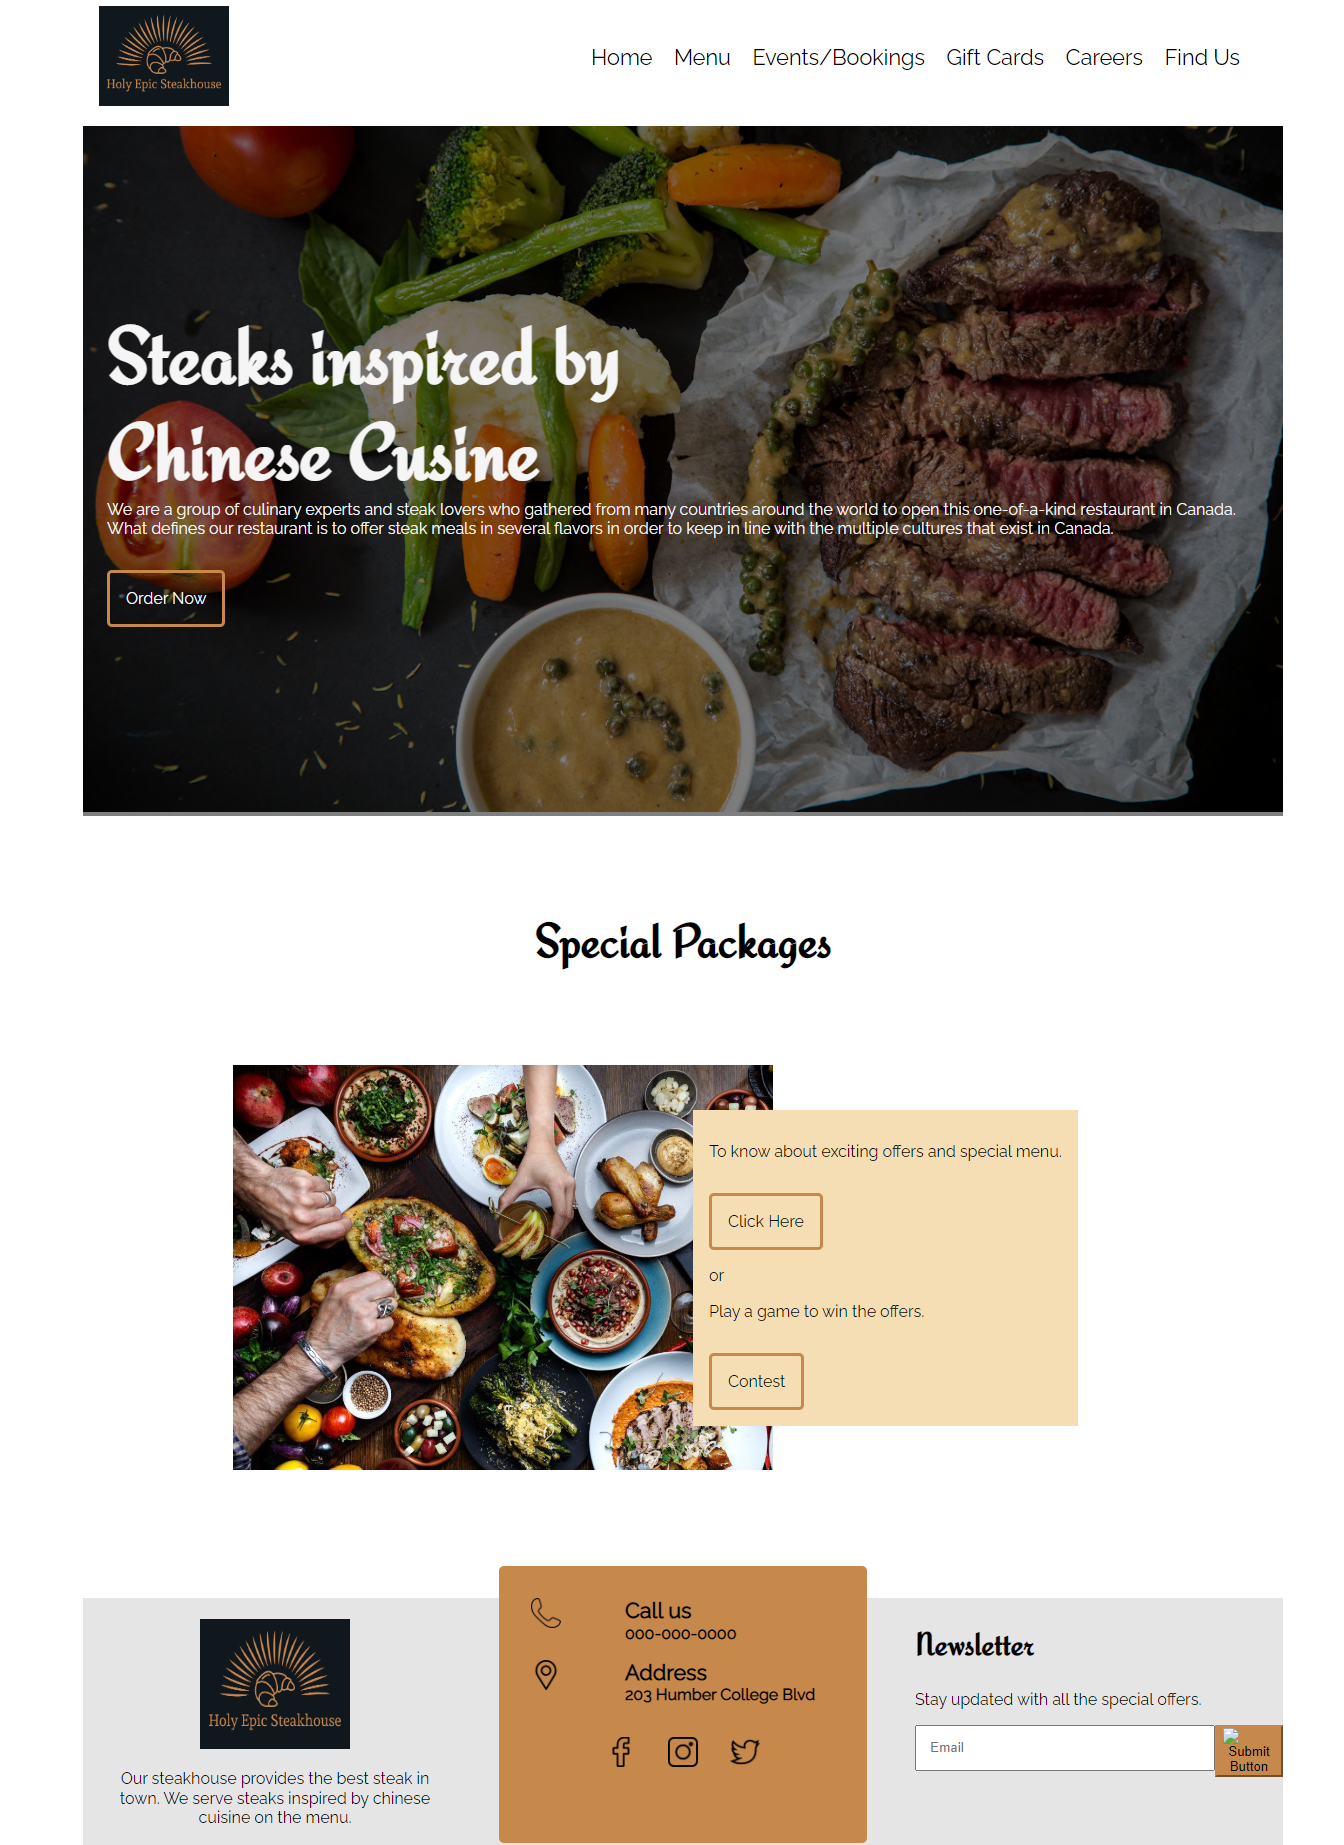 Holy Epic Steakhouse
Home Menu Events/Bookings Gift Cards Careers Find Us
Steaks inspired by
Chinese Cusine
We are a group of culinary experts and steak lovers who gathered from many countries around the world to open this one-of-a-kind restaurant in Canada.
What defines our restaurant is to offer steak meals in several flavors in order to keep in line with the multiple cultures that exist in Canada.
Order Now
Special Packages
To know about exciting offers and special menu.
Click Here
or
Play a game to win the offers.
Contest
Holy Epic Steakhouse
Our steakhouse provides the best steak in
town. We serve steaks inspired by chinese
cuisine on the menu.
Call us
000-000-0000
Address
203 Humber College Blvd
Newsletter
Stay updated with all the special offers.
Email
Submit
Button